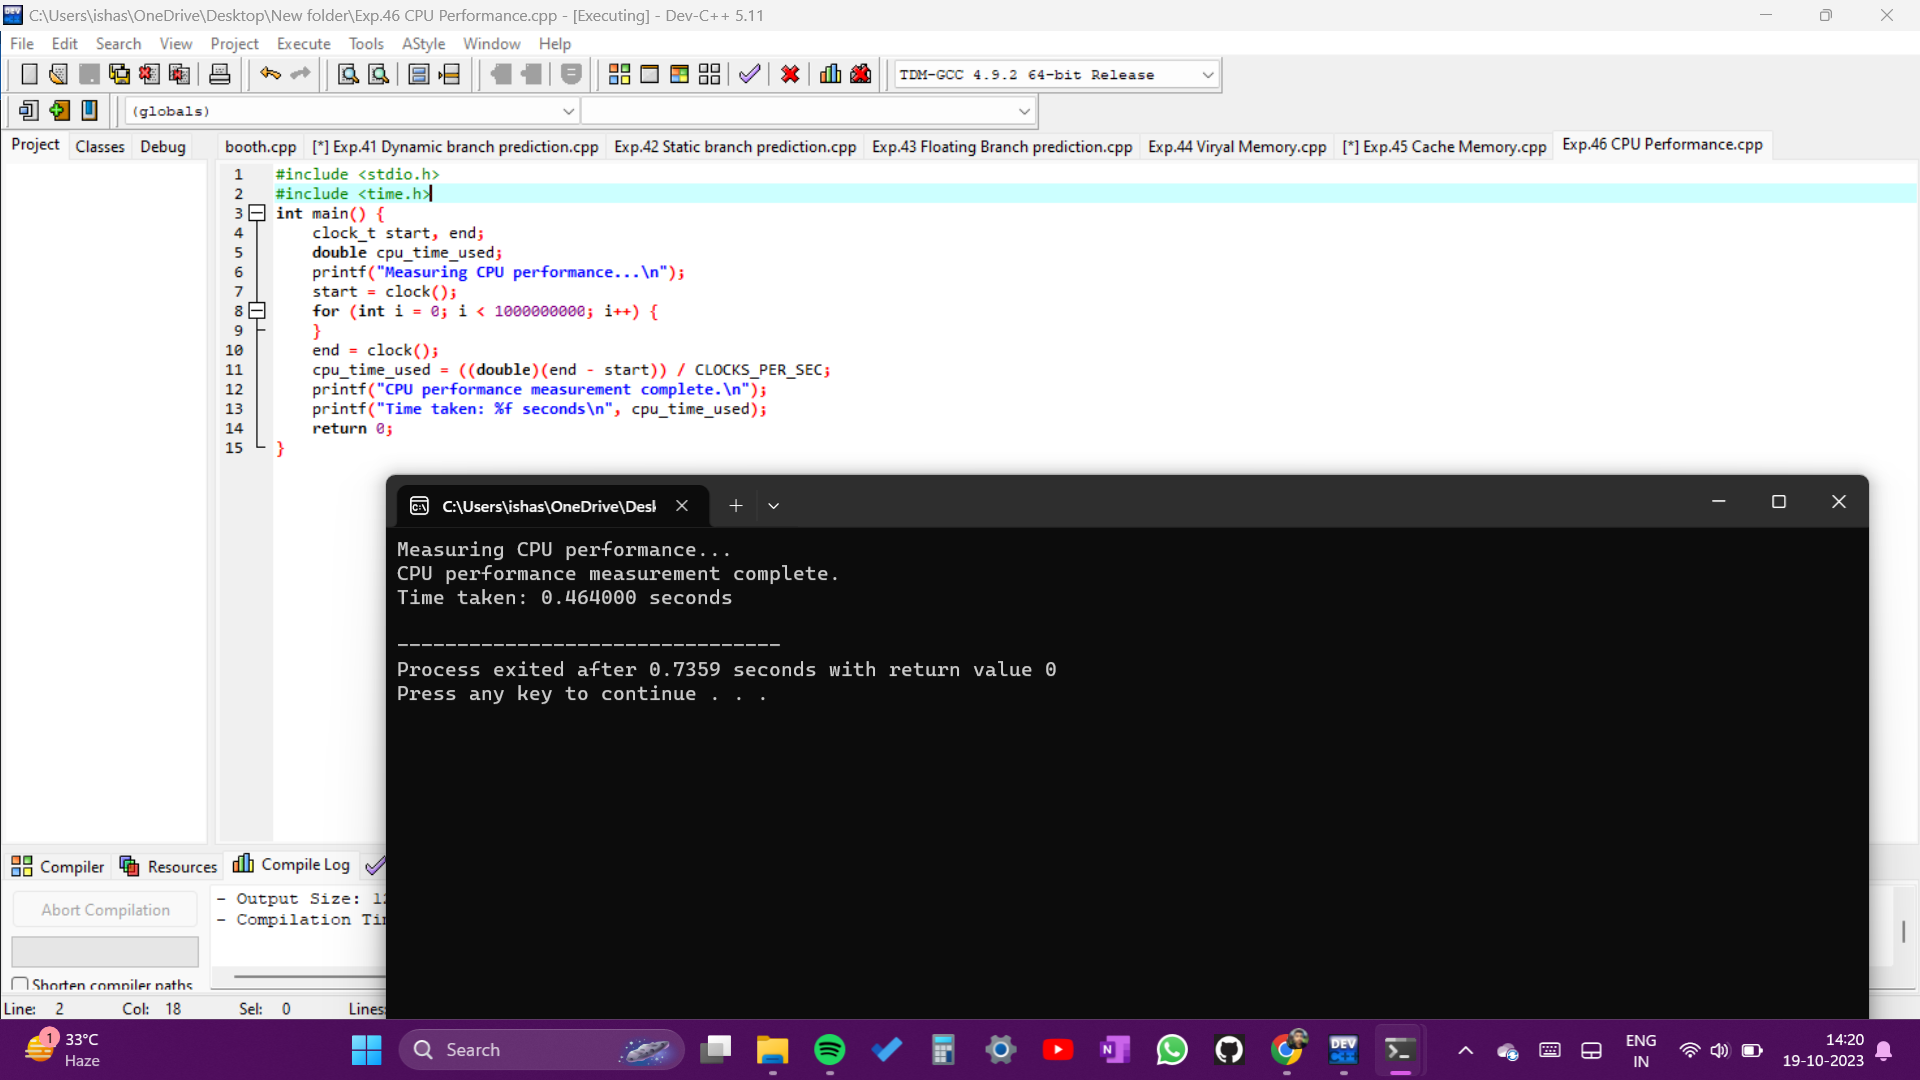 C:\Users\ishas\OneDrive\Desktop\New folder\Exp.46 CPU Performance.cpp - [Executing] - Dev-C++ 5.11
File Edit Search View Project Execute Tools AStyle Window Help
TDM-GCC 4.9.2 64-bit Release
(globals)
Project Classes Debug
booth.cpp [*] Exp.41 Dynamic branch prediction.cpp Exp.42 Static branch prediction.cpp Exp.43 Floating Branch prediction.cpp Exp.44 Viryal Memory.cpp [*] Exp.45 Cache Memory.cpp Exp.46 CPU Performance.cpp
1 #include <stdio.h>
2 #include <time.h>
3 int main() {
4 clock_t start, end;
5 double cpu_time_used;
6 printf("Measuring CPU performance...\n");
7 start = clock();
8 for (int i = 0; i < 1000000000; i++) {
9 }
10 end = clock();
11 cpu_time_used = ((double)(end - start)) / CLOCKS_PER_SEC;
12 printf("CPU performance measurement complete.\n");
13 printf("Time taken: %f seconds\n", cpu_time_used);
14 return 0;
15 }
C:\Users\ishas\OneDrive\Desk
Measuring CPU performance...
CPU performance measurement complete.
Time taken: 0.464000 seconds
--------------------------------
Process exited after 0.7359 seconds with return value 0
Press any key to continue . . .
Compiler Resources Compile Log
Abort Compilation
- Output Size:
- Compilation
Shorten compiler paths
Line: 2 Col: 18 Sel: 0 Lines:
1
33°C
Haze
Search
N
DEV
C++
ENG
IN
14:20
19-10-2023